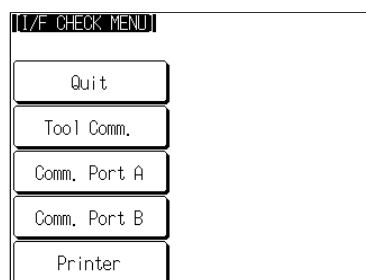 [I/F CHECK MENU]
Quit
Tool Comm.
Comm. Port A
Comm. Port B
Printer